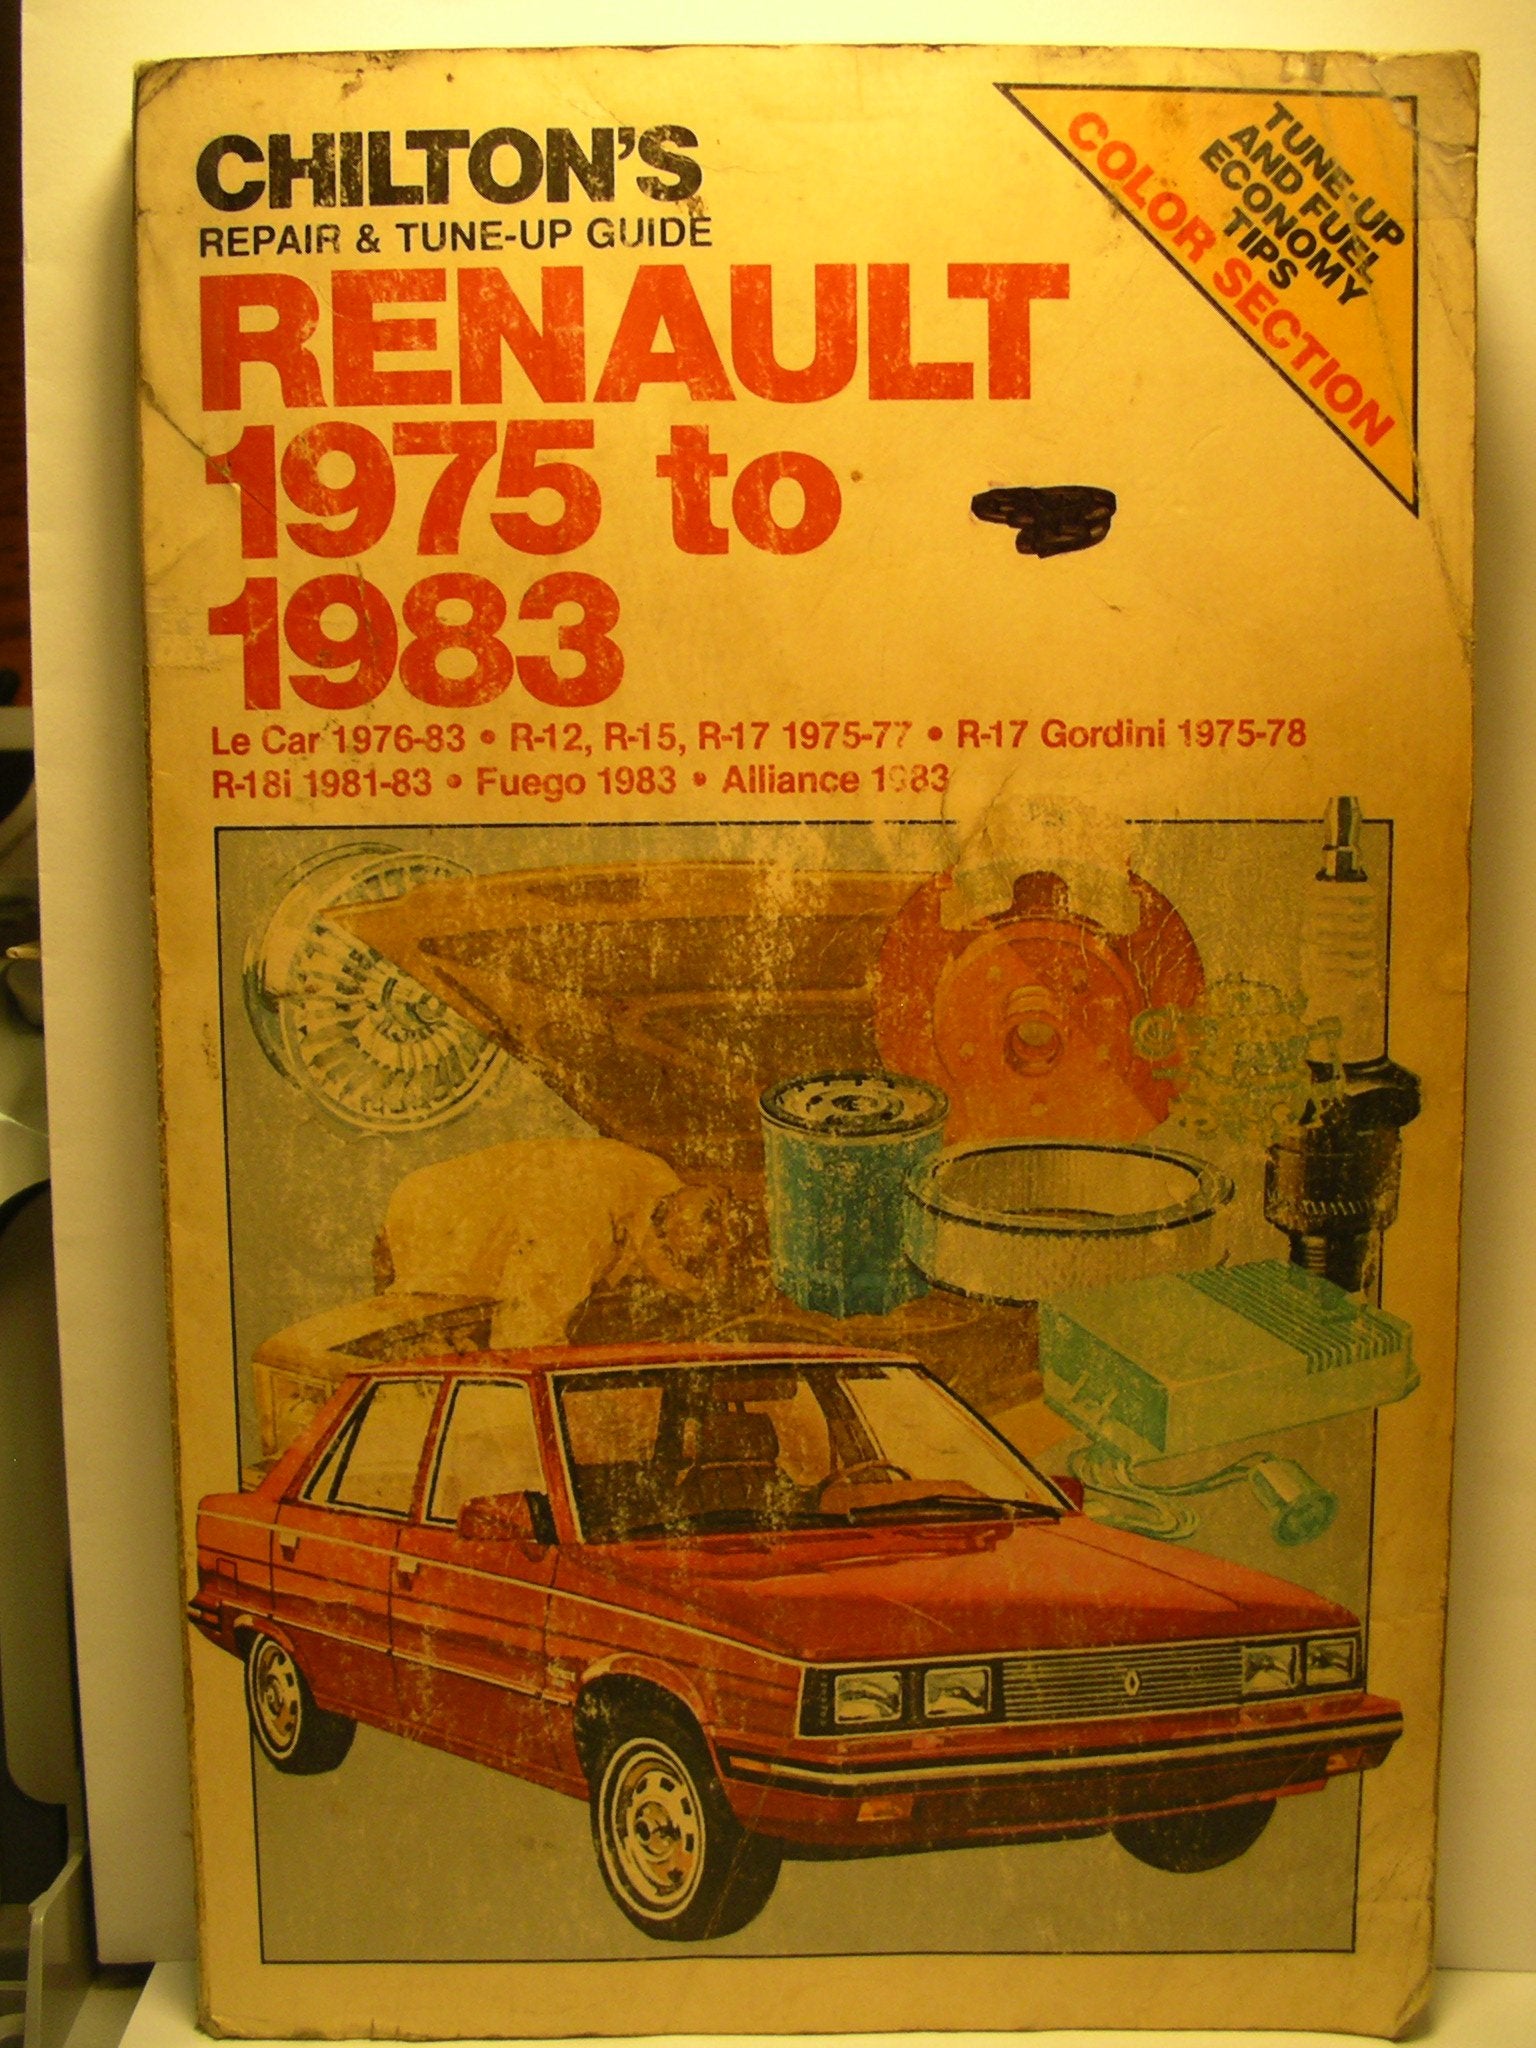 CHILTON'S
REPAIR & TUNE-UP GUIDE
RENAULT
1975 to
1983
Le Car 1976-83 • R-12, R-15, R-17 1975-77 • R-17 Gordini 1975-78
R-18i 1981-83 • Fuego 1983 • Alliance 1983
TUNE-UP
AND FUEL
ECONOMY
TIPS
COLOR SECTION